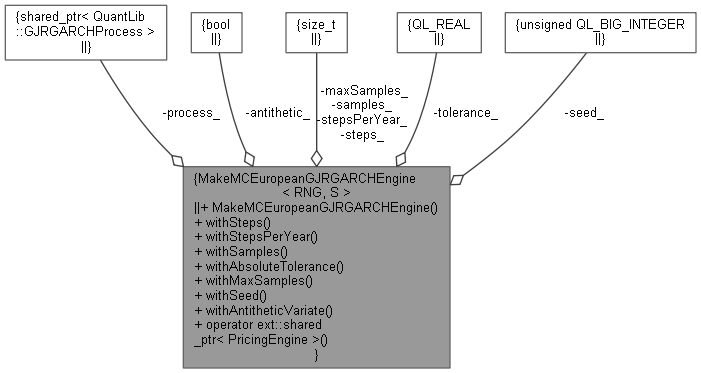 {shared_ptr< QuantLib
::GJRGARCHProcess >
||}
{bool
||}
{size_t
||}
{QL_REAL
||}
{unsigned QL_BIG_INTEGER
||}
-process_
-antithetic_
-maxSamples_
-samples_
-stepsPerYear_
-steps_
-tolerance_
-seed_
{MakeMCEuropeanGJRGARCHEngine
< RNG, S >
||+ MakeMCEuropeanGJRGARCHEngine()
+ withSteps()
+ withStepsPerYear()
+ withSamples()
+ withAbsoluteTolerance()
+ withMaxSamples()
+ withSeed()
+ withAntitheticVariate()
+ operator ext::shared
_ptr< PricingEngine >()
}